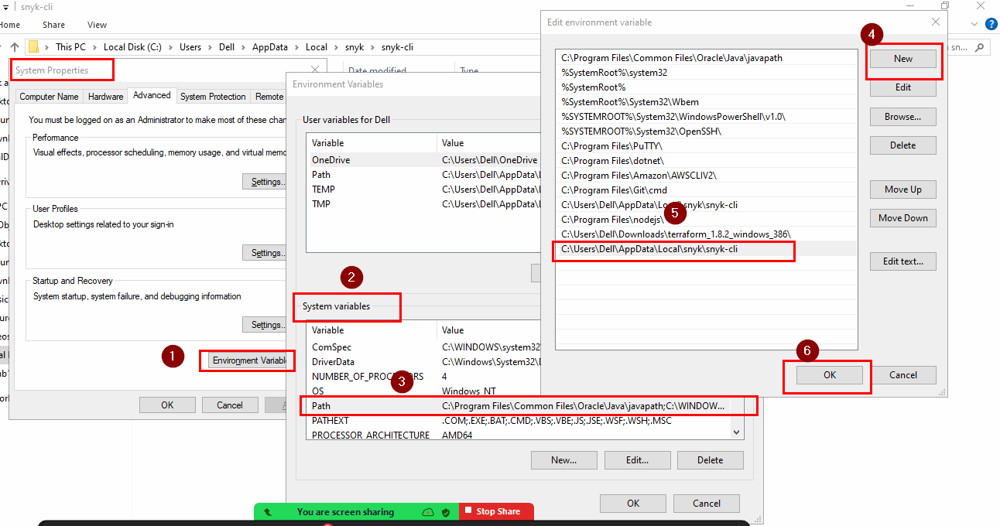 snyk-cli
Home Share View
This PC > Local Disk (C:) > Users > Dell > AppData > Local > snyk > snyk-cli
sn...
Date modified Type
System Properties
Computer Name Hardware Advanced System Protection Remote
You must be logged on as an Administrator to make most of these
Performance
Visual effects, processor scheduling, memory usage, and virtual
Settings...
User Profiles
Desktop settings related to your sign-in
Settings...
Startup and Recovery
System startup, system failure, and debugging information
Settings...
1
Environment Variabl
OK Cancel
Environment Variables
User variables for Dell
Variable Value
OneDrive C:\Users\Dell\OneDrive
Path C:\Users\Dell\AppData\
TEMP C:\Users\Dell\AppData\
TMP C:\Users\Dell\AppData\
2
System variables
Variable Value
ComSpec C:\WINDOWS\system32
DriverData C:\Windows\System32\
NUMBER_OF_PROCESSORS 4
3
OS Windows_NT
Path C:\Program Files\Common Files\Oracle\Java\javapath;C:\WINDOW...
PATHEXT .COM;.EXE;.BAT;.CMD;.VBS;.VBE;.JS;.JSE;.WSF;.WSH;.MSC
PROCESSOR_ARCHITECTURE AMD64
New... Edit... Delete
OK Cancel
Edit environment variable
C:\Program Files\Common Files\Oracle\Java\javapath
%SystemRoot%\system32
%SystemRoot%
%SystemRoot%\System32\Wbem
%SYSTEMROOT%\System32\WindowsPowerShell\v1.0\
%SYSTEMROOT%\System32\OpenSSH\
C:\Program Files\PuTTY\
C:\Program Files\dotnet\
C:\Program Files\Amazon\AWSCLIV2\
C:\Program Files\Git\cmd
C:\Users\Dell\AppData\Local\snyk\snyk-cli
5
C:\Program Files\nodejs\
C:\Users\Dell\Downloads\terraform_1.8.2_windows_386\
C:\Users\Dell\AppData\Local\snyk\snyk-cli
4
New
Edit
Browse...
Delete
Move Up
Move Down
Edit text...
6
OK Cancel
You are screen sharing Stop Share